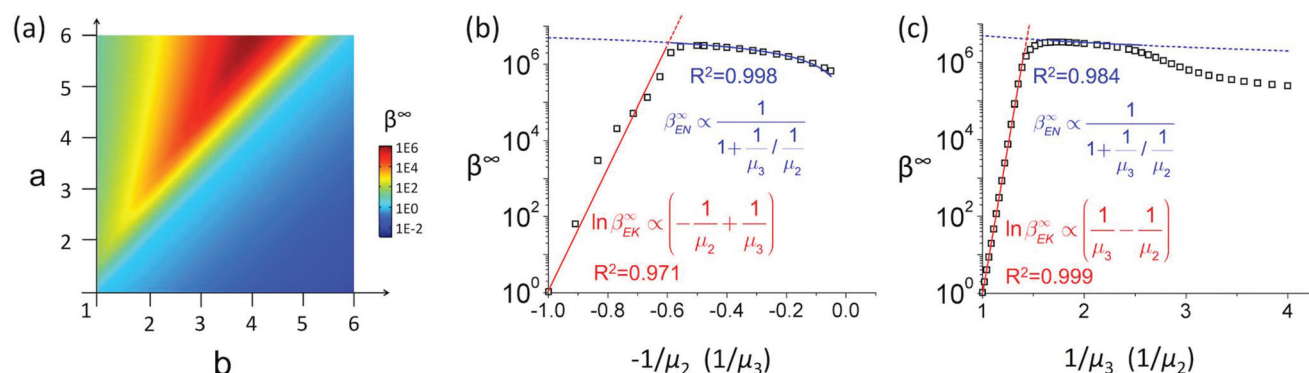 (a)
6
5
4
3
2
1
2
3
4
5
6
a
b
β∞
1E6
1E4
1E2
1E0
1E-2
(b)
10⁶
10⁴
10²
10⁰
β∞
R²=0.998
β∞EN ∝ 1 / (1 + 1/μ₃ / 1/μ₂)
ln β∞EK ∝ (−1/μ₂ + 1/μ₃)
R²=0.971
-1.0 -0.8 -0.6 -0.4 -0.2 0.0
-1/μ₂ (1/μ₃)
(c)
10⁶
10⁴
10²
10⁰
β∞
R²=0.984
β∞EN ∝ 1 / (1 + 1/μ₃ / 1/μ₂)
ln β∞EK ∝ (1/μ₃ − 1/μ₂)
R²=0.999
1 2 3 4
1/μ₃ (1/μ₂)